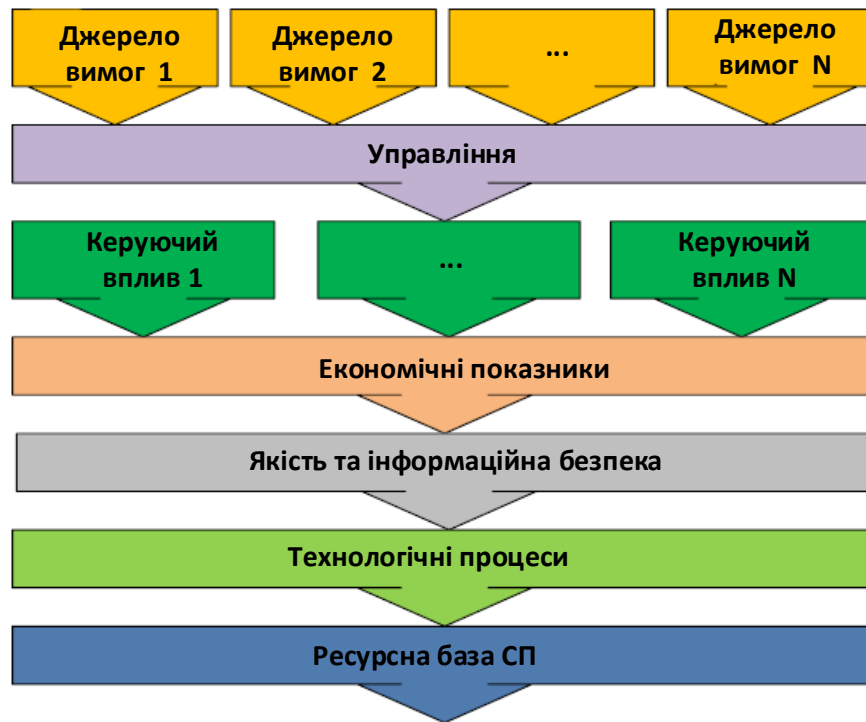 Джерело
вимог 1
Джерело
вимог 2
...
Джерело
вимог N
Управління
Керуючий
вплив 1
...
Керуючий
вплив N
Економічні показники
Якість та інформаційна безпека
Технологічні процеси
Ресурсна база СП